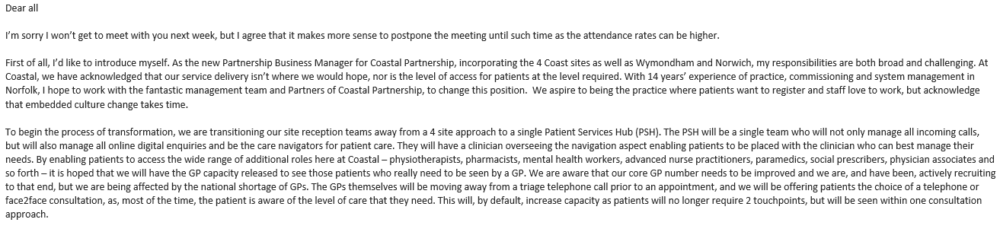 Dear all
I'm sorry I won't get to meet with you next week, but I agree that it makes more sense to postpone the meeting until such time as the attendance rates can be higher.
First of all, I'd like to introduce myself. As the new Partnership Business Manager for Coastal Partnership, incorporating the 4 Coast sites as well as Wymondham and Norwich, my responsibilities are both broad and challenging. At
Coastal, we have acknowledged that our service delivery isn't where we would hope, nor is the level of access for patients at the level required. With 14 years' experience of practice, commissioning and system management in
Norfolk, I hope to work with the fantastic management team and Partners of Coastal Partnership, to change this position.  We aspire to being the practice where patients want to register and staff love to work, but acknowledge
that embedded culture change takes time.
To begin the process of transformation, we are transitioning our site reception teams away from a 4 site approach to a single Patient Services Hub (PSH). The PSH will be a single team who will not only manage all incoming calls,
but will also manage all online digital enquiries and be the care navigators for patient care. They will have a clinician overseeing the navigation aspect enabling patients to be placed with the clinician who can best manage their
needs. By enabling patients to access the wide range of additional roles here at Coastal – physiotherapists, pharmacists, mental health workers, advanced nurse practitioners, paramedics, social prescribers, physician associates and
so forth – it is hoped that we will have the GP capacity released to see those patients who really need to be seen by a GP. We are aware that our core GP number needs to be improved and we are, and have been, actively recruiting
to that end, but we are being affected by the national shortage of GPs. The GPs themselves will be moving away from a triage telephone call prior to an appointment, and we will be offering patients the choice of a telephone or
face2face consultation, as, most of the time, the patient is aware of the level of care that they need. This will, by default, increase capacity as patients will no longer require 2 touchpoints, but will be seen within one consultation
approach.